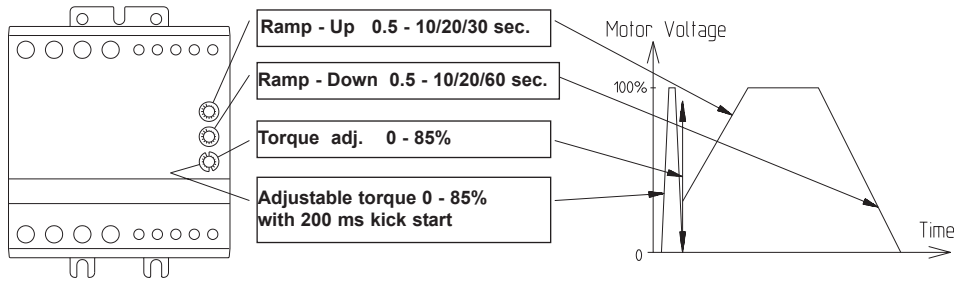 Ramp - Up 0.5 - 10/20/30 sec.
Ramp - Down 0.5 - 10/20/60 sec.
Torque adj. 0 - 85%
Adjustable torque 0 - 85%
with 200 ms kick start
Motor Voltage
100%
0
Time